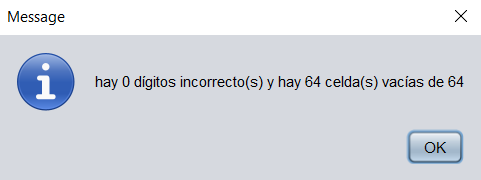 Message
hay 0 dígitos incorrecto(s) y hay 64 celda(s) vacías de 64
OK